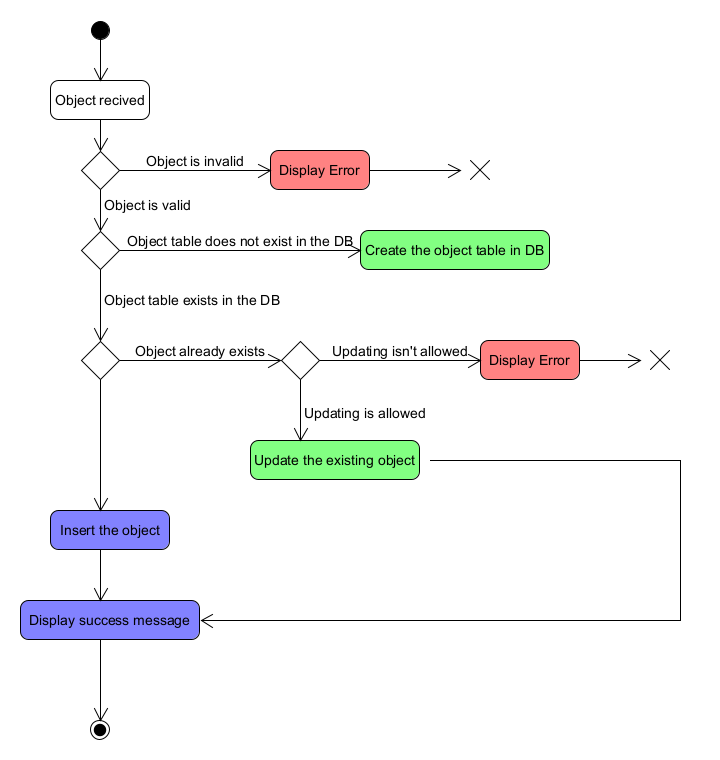 Object recived
Object is invalid
Display Error
Object is valid
Object table does not exist in the DB
Create the object table in DB
Object table exists in the DB
Object already exists
Updating isn't allowed
Display Error
Updating is allowed
Update the existing object
Insert the object
Display success message